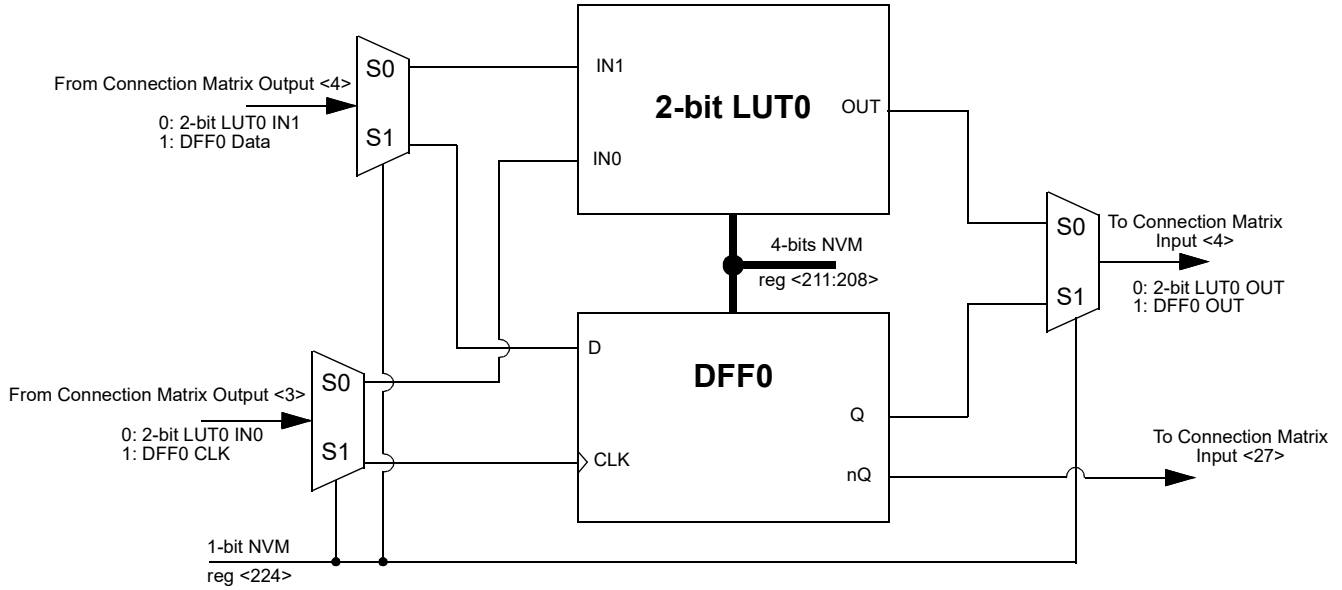 From Connection Matrix Output <4>
0: 2-bit LUT0 IN1
1: DFF0 Data
S0
S1
IN1
IN0
2-bit LUT0
OUT
4-bits NVM
reg <211:208>
S0
S1
To Connection Matrix
Input <4>
0: 2-bit LUT0 OUT
1: DFF0 OUT
From Connection Matrix Output <3>
0: 2-bit LUT0 IN0
1: DFF0 CLK
S0
S1
D
CLK
DFF0
Q
nQ
To Connection Matrix
Input <27>
1-bit NVM
reg <224>